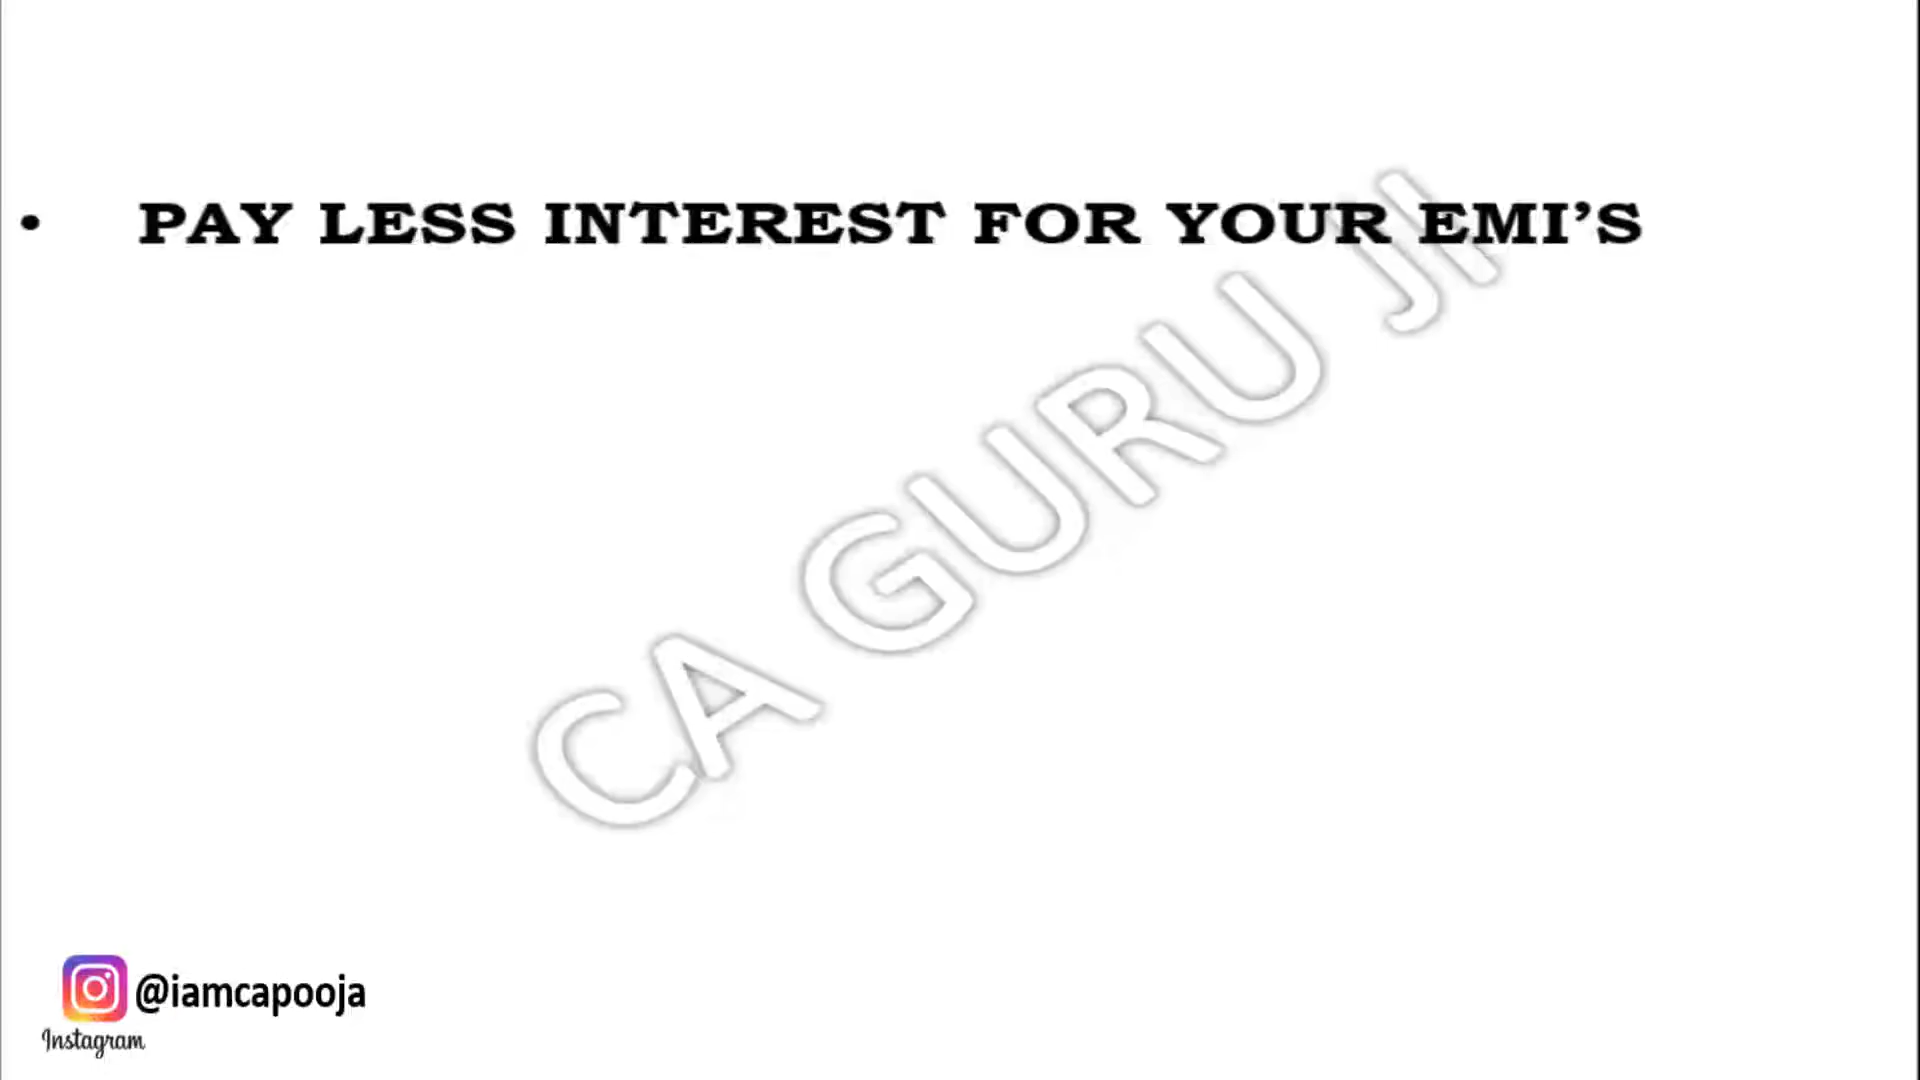 • PAY LESS INTEREST FOR YOUR EMI’S
CA GURU JI
@iamcapooja
Instagram